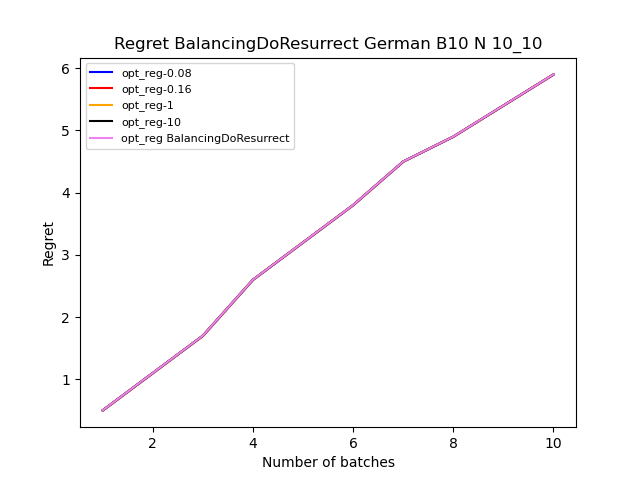 Regret BalancingDoResurrect German B10 N 10_10
opt_reg-0.08
opt_reg-0.16
opt_reg-1
opt_reg-10
opt_reg BalancingDoResurrect
6
5
4
3
2
1
Regret
2 4 6 8 10
Number of batches